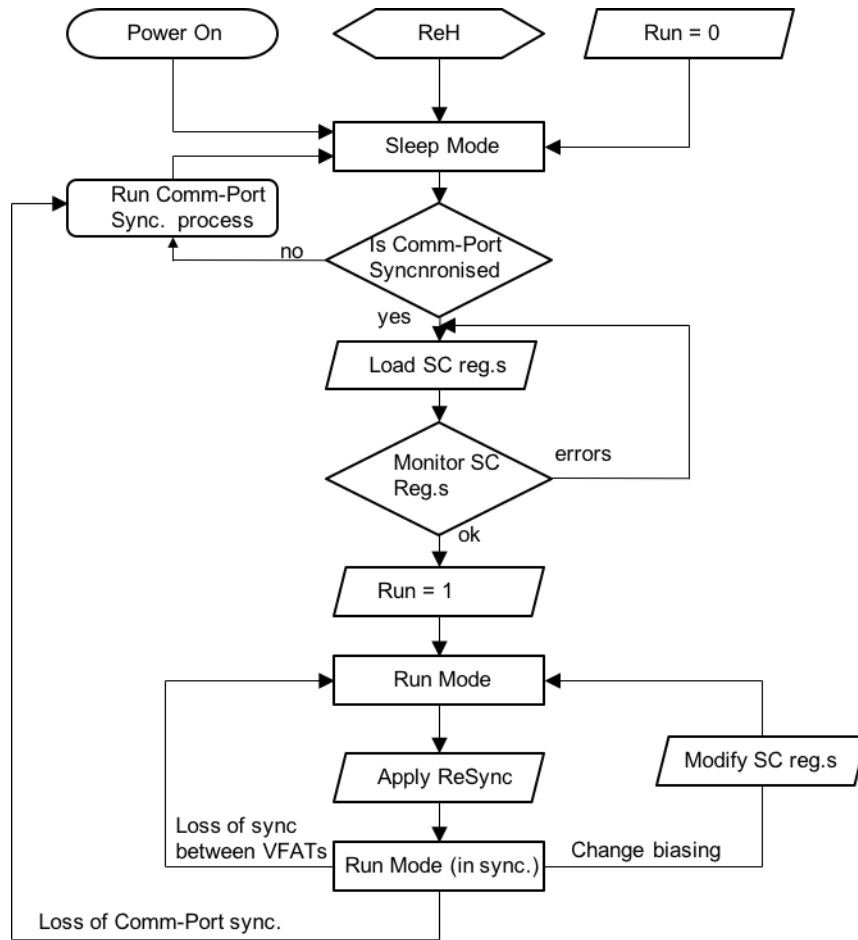 Power On
ReH
Run = 0
Sleep Mode
Run Comm-Port
Sync. process
Is Comm-Port
Syncnronised
no
yes
Load SC reg.s
Monitor SC
Reg.s
errors
ok
Run = 1
Run Mode
Modify SC reg.s
Apply ReSync
Loss of sync
between VFATs
Run Mode (in sync.)
Change biasing
Loss of Comm-Port sync.